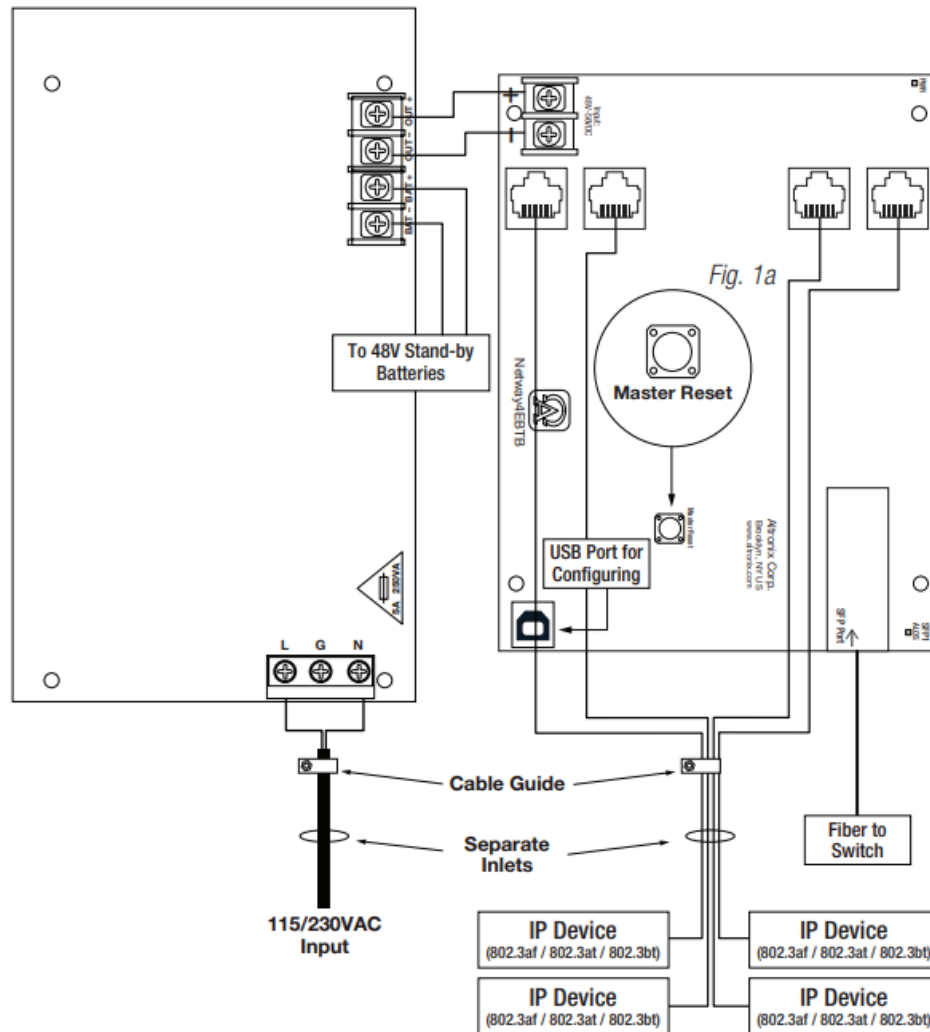 OUT +
OUT -
BAT +
BAT -
+
-
Input:
48V-56VDC
PWR
Fig. 1a
Master Reset
To 48V Stand-by
Batteries
Netway4EBTB
Master Reset
Altronix Corp.
Brooklyn, NY US
www.altronix.com
USB Port for
Configuring
SFP Port
5A 250VA
L G N
Cable Guide
Separate
Inlets
Fiber to
Switch
115/230VAC
Input
IP Device
(802.3af / 802.3at / 802.3bt)
IP Device
(802.3af / 802.3at / 802.3bt)
IP Device
(802.3af / 802.3at / 802.3bt)
IP Device
(802.3af / 802.3at / 802.3bt)